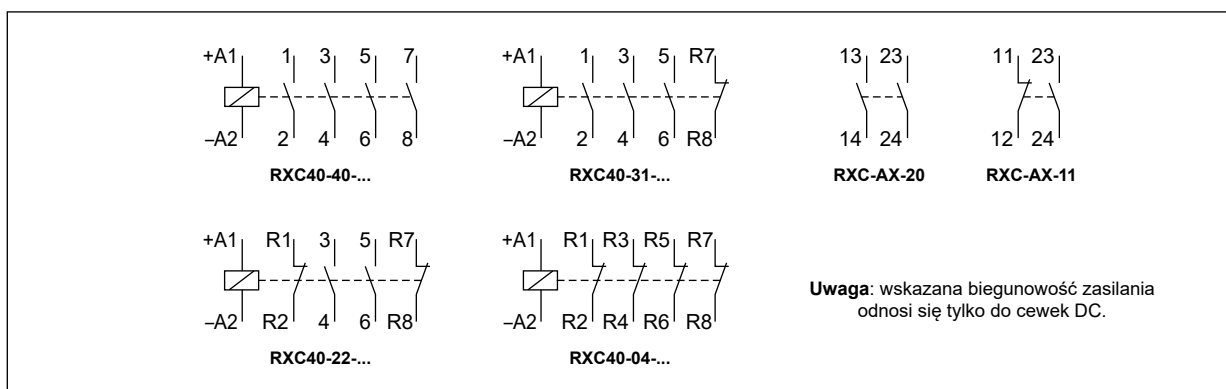 +A1 1 3 5 7
–A2 2 4 6 8
RXC40-40-...
+A1 1 3 5 R7
–A2 2 4 6 R8
RXC40-31-...
13 23
14 24
RXC-AX-20
11 23
12 24
RXC-AX-11
+A1 R1 3 5 R7
–A2 R2 4 6 R8
RXC40-22-...
+A1 R1 R3 R5 R7
–A2 R2 R4 R6 R8
RXC40-04-...
Uwaga: wskazana biegunowość zasilania
odnosi się tylko do cewek DC.